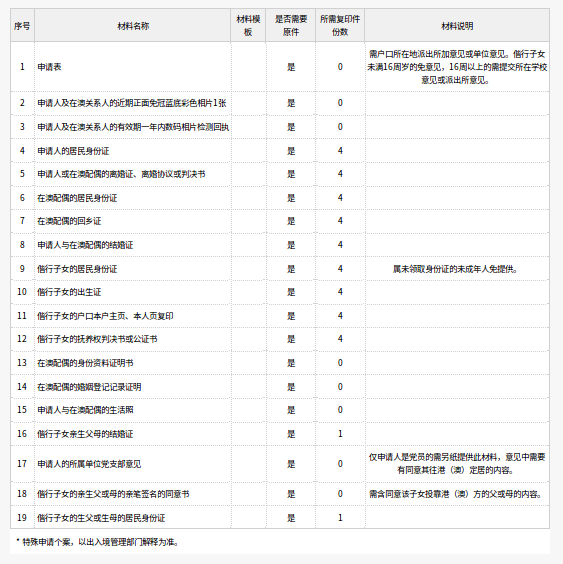 序号 材料名称 材料模板 是否需要原件 所需复印件份数 材料说明
1 申请表 是 0 需户口所在地派出所加意见或单位意见。偕行子女
未满16周岁的免意见，16周以上的需提交所在学校
意见或派出所意见。
2 申请人及在澳关系人的近期正面免冠蓝底彩色相片1张 是 0
3 申请人及在澳关系人的有效期一年内数码相片检测回执 是 0
4 申请人的居民身份证 是 4
5 申请人或在澳配偶的离婚证、离婚协议或判决书 是 4
6 在澳配偶的居民身份证 是 4
7 在澳配偶的回乡证 是 4
8 申请人与在澳配偶的结婚证 是 4
9 偕行子女的居民身份证 是 4 属未领取身份证的未成年人免提供。
10 偕行子女的出生证 是 4
11 偕行子女的户口本户主页、本人页复印 是 4
12 偕行子女的抚养权判决书或公证书 是 4
13 在澳配偶的身份资料证明书 是 0
14 在澳配偶的婚姻登记记录证明 是 0
15 申请人与在澳配偶的生活照 是 0
16 偕行子女亲生父母的结婚证 是 1
17 申请人的所属单位党支部意见 是 0 仅申请人是党员的需另纸提供此材料，意见中需要
有同意其往港（澳）定居的内容。
18 偕行子女的亲生父或母的亲笔签名的同意书 是 0 需含同意该子女投靠港（澳）方的父或母的内容。
19 偕行子女的生父或生母的居民身份证 是 1
* 特殊申请个案，以出入境管理部门解释为准。